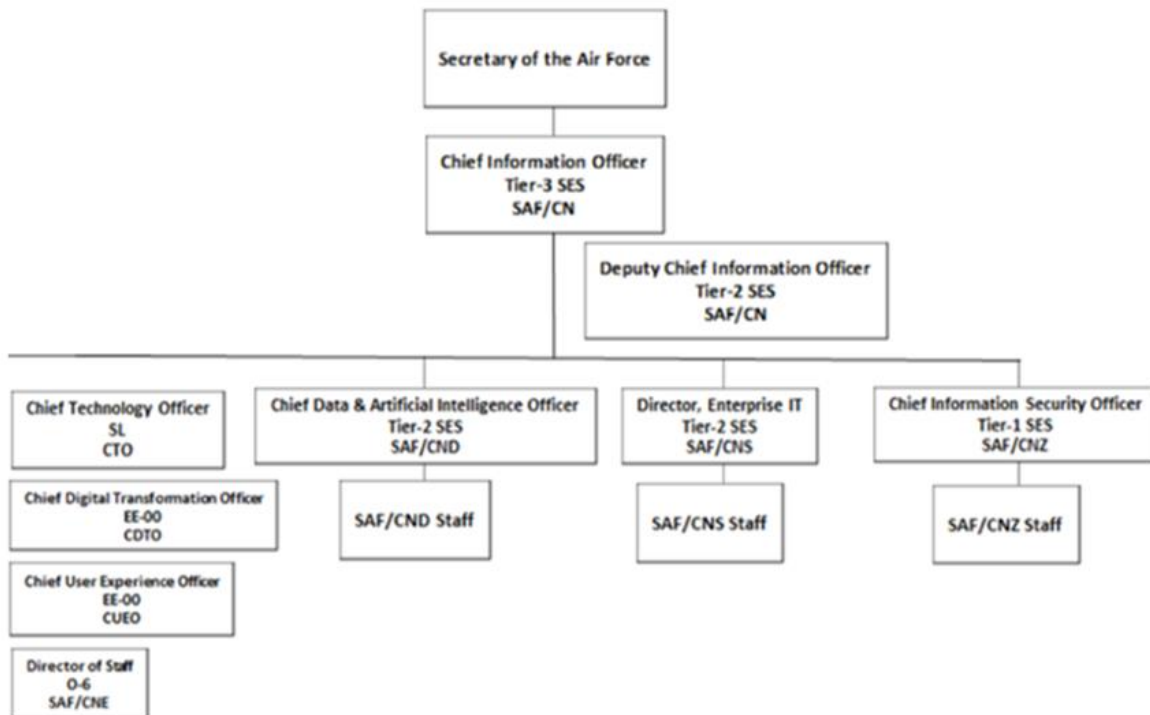 Secretary of the Air Force
Chief Information Officer
Tier-3 SES
SAF/CN
Deputy Chief Information Officer
Tier-2 SES
SAF/CN
Chief Technology Officer
SL
CTO
Chief Data & Artificial Intelligence Officer
Tier-2 SES
SAF/CND
Director, Enterprise IT
Tier-2 SES
SAF/CNS
Chief Information Security Officer
Tier-1 SES
SAF/CNZ
Chief Digital Transformation Officer
EE-00
CDTO
SAF/CND Staff
SAF/CNS Staff
SAF/CNZ Staff
Chief User Experience Officer
EE-00
CUEO
Director of Staff
O-6
SAF/CNE